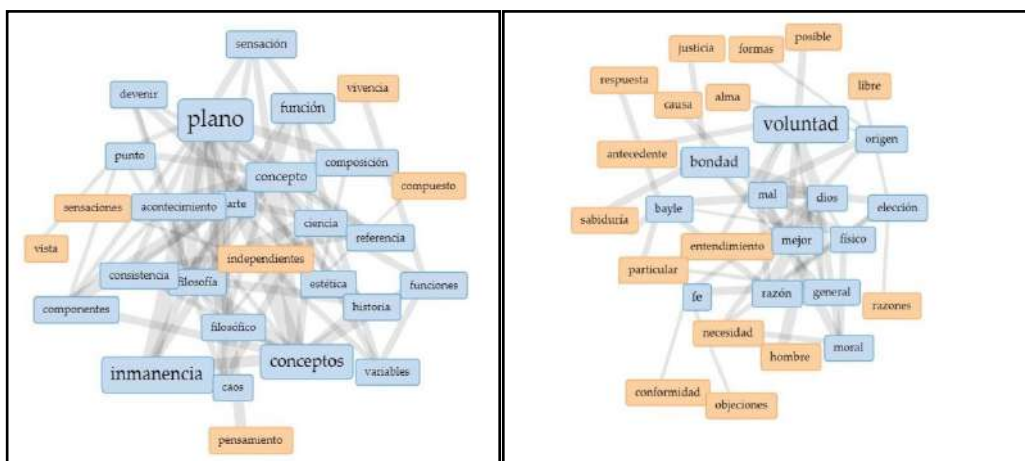 sensación
vivencia
devenir
plano
función
punto
composición
concepto
compuesto
sensaciones
acontecimiento
arte
ciencia
referencia
vista
independientes
consistencia
filosofía
estética
funciones
componentes
historia
filosófico
inmanencia
conceptos
variables
caos
pensamiento
posible
justicia
formas
respuesta
libre
causa
alma
voluntad
origen
antecedente
bondad
mal
dios
elección
sabiduría
bayle
entendimiento
mejor
físico
particular
fe
razón
general
razones
necesidad
hombre
moral
conformidad
objeciones